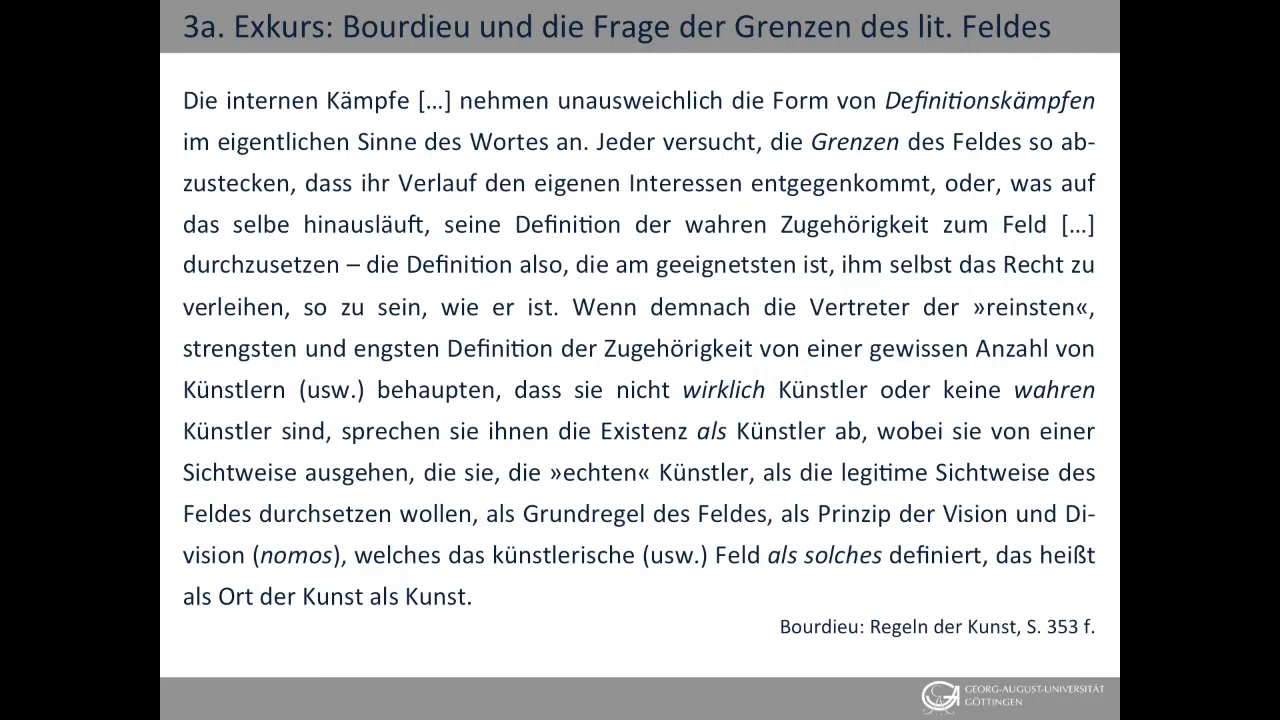 3a. Exkurs: Bourdieu und die Frage der Grenzen des lit. Feldes
Die internen Kämpfe […] nehmen unausweichlich die Form von Definitionskämpfen
im eigentlichen Sinne des Wortes an. Jeder versucht, die Grenzen des Feldes so ab-
zustecken, dass ihr Verlauf den eigenen Interessen entgegenkommt, oder, was auf
das selbe hinausläuft, seine Definition der wahren Zugehörigkeit zum Feld […]
durchzusetzen – die Definition also, die am geeignetsten ist, ihm selbst das Recht zu
verleihen, so zu sein, wie er ist. Wenn demnach die Vertreter der »reinsten«,
strengsten und engsten Definition der Zugehörigkeit von einer gewissen Anzahl von
Künstlern (usw.) behaupten, dass sie nicht wirklich Künstler oder keine wahren
Künstler sind, sprechen sie ihnen die Existenz als Künstler ab, wobei sie von einer
Sichtweise ausgehen, die sie, die »echten« Künstler, als die legitime Sichtweise des
Feldes durchsetzen wollen, als Grundregel des Feldes, als Prinzip der Vision und Di-
vision (nomos), welches das künstlerische (usw.) Feld als solches definiert, das heißt
als Ort der Kunst als Kunst.
Bourdieu: Regeln der Kunst, S. 353 f.
GEORG-AUGUST-UNIVERSITÄT
GÖTTINGEN